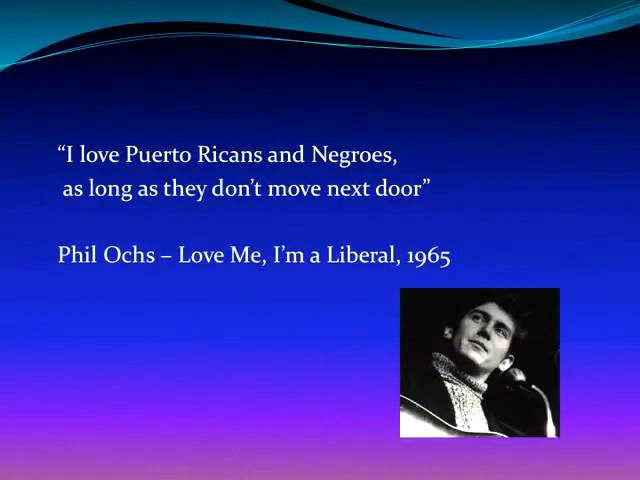 “I love Puerto Ricans and Negroes,
as long as they don’t move next door”
Phil Ochs – Love Me, I’m a Liberal, 1965